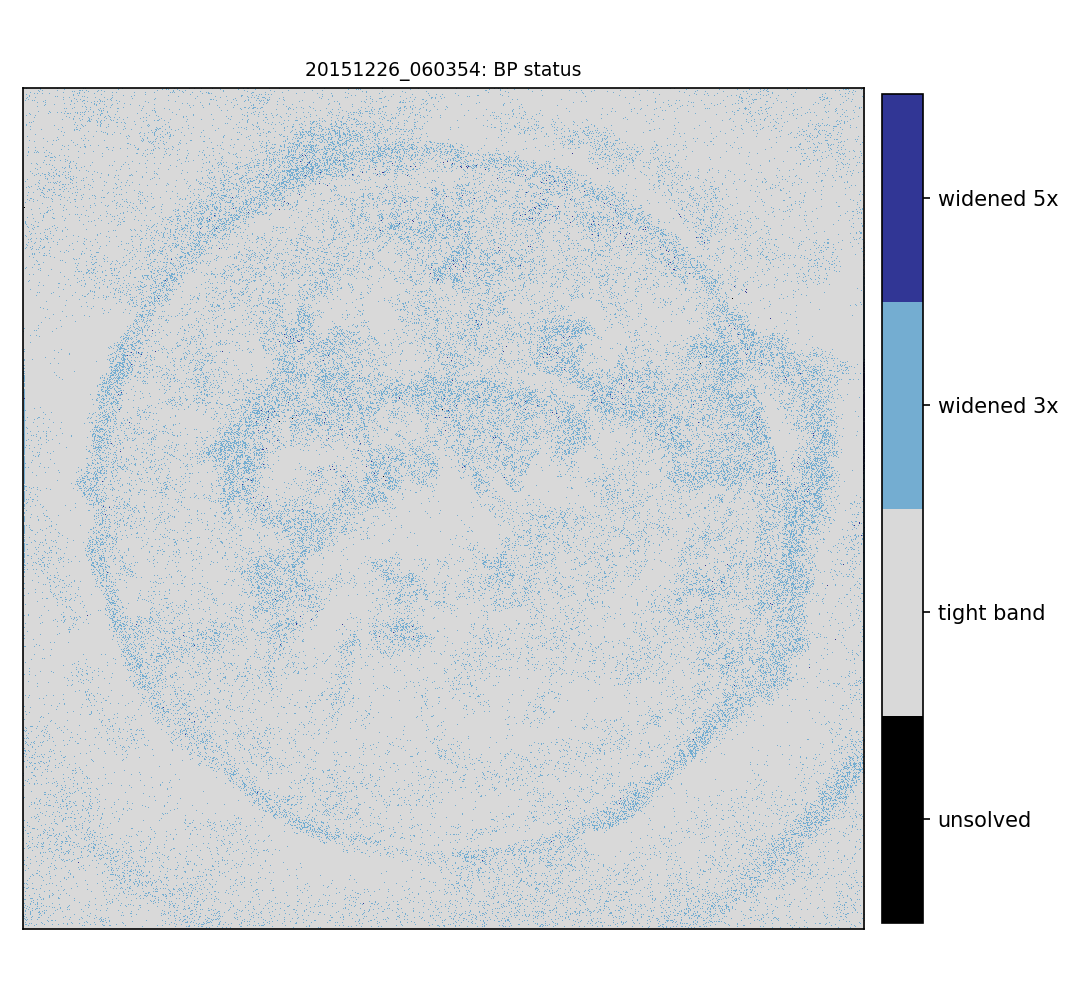 20151226_060354: BP status
widened 5x
widened 3x
tight band
unsolved